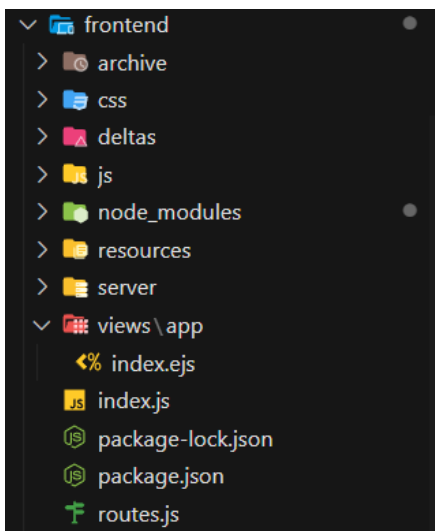 frontend
archive
css
deltas
js
node_modules
resources
server
views\app
index.ejs
index.js
package-lock.json
package.json
routes.js